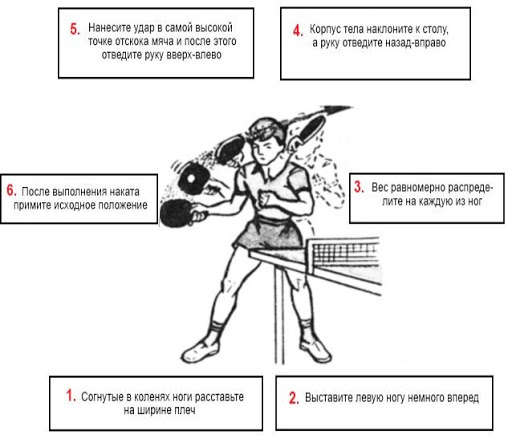 5. Нанесите удар в самой высокой
точке отскока мяча и после этого
отведите руку вверх-влево
4. Корпус тела наклоните к столу,
а руку отведите назад-вправо
6. После выполнения наката
примите исходное положение
3. Вес равномерно распреде-
лите на каждую из ног
1. Согнутые в коленях ноги расставьте
на ширине плеч
2. Выставите левую ногу немного вперед